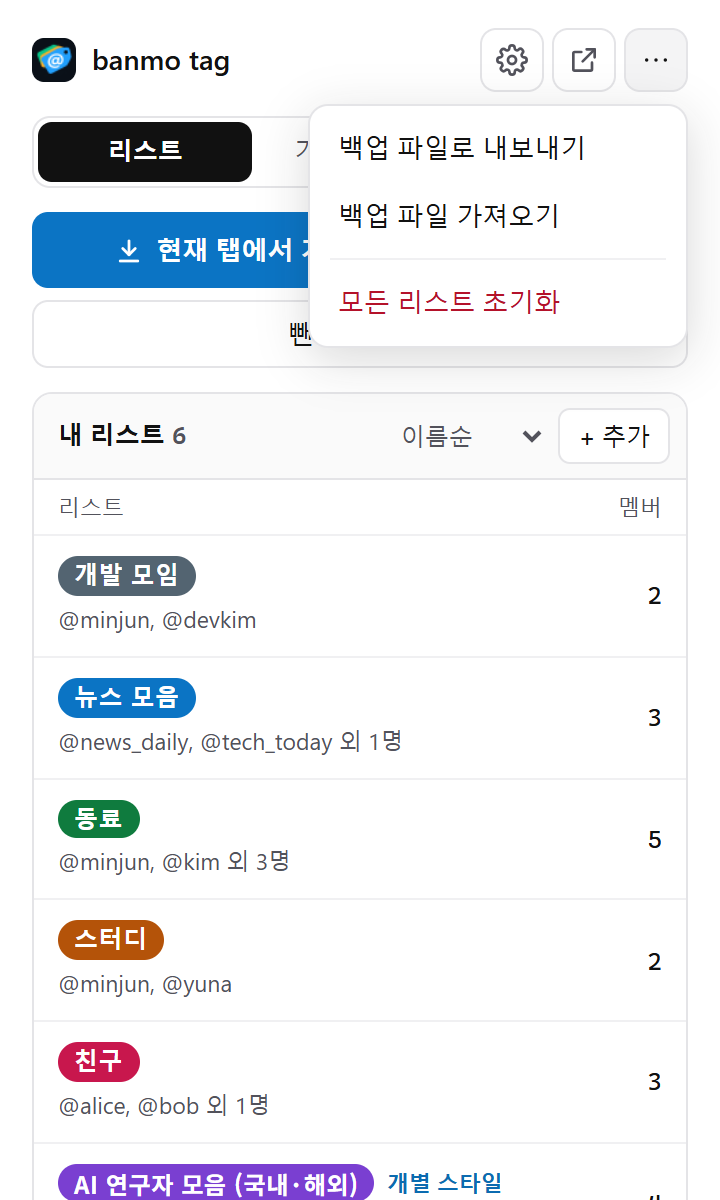 banmo tag
리스트
백업 파일로 내보내기
백업 파일 가져오기
모든 리스트 초기화
현재 탭에서
내 리스트 6
이름순
+ 추가
리스트 멤버
개발 모임
@minjun, @devkim
2
뉴스 모음
@news_daily, @tech_today 외 1명
3
동료
@minjun, @kim 외 3명
5
스터디
@minjun, @yuna
2
친구
@alice, @bob 외 1명
3
AI 연구자 모음 (국내·해외) 개별 스타일